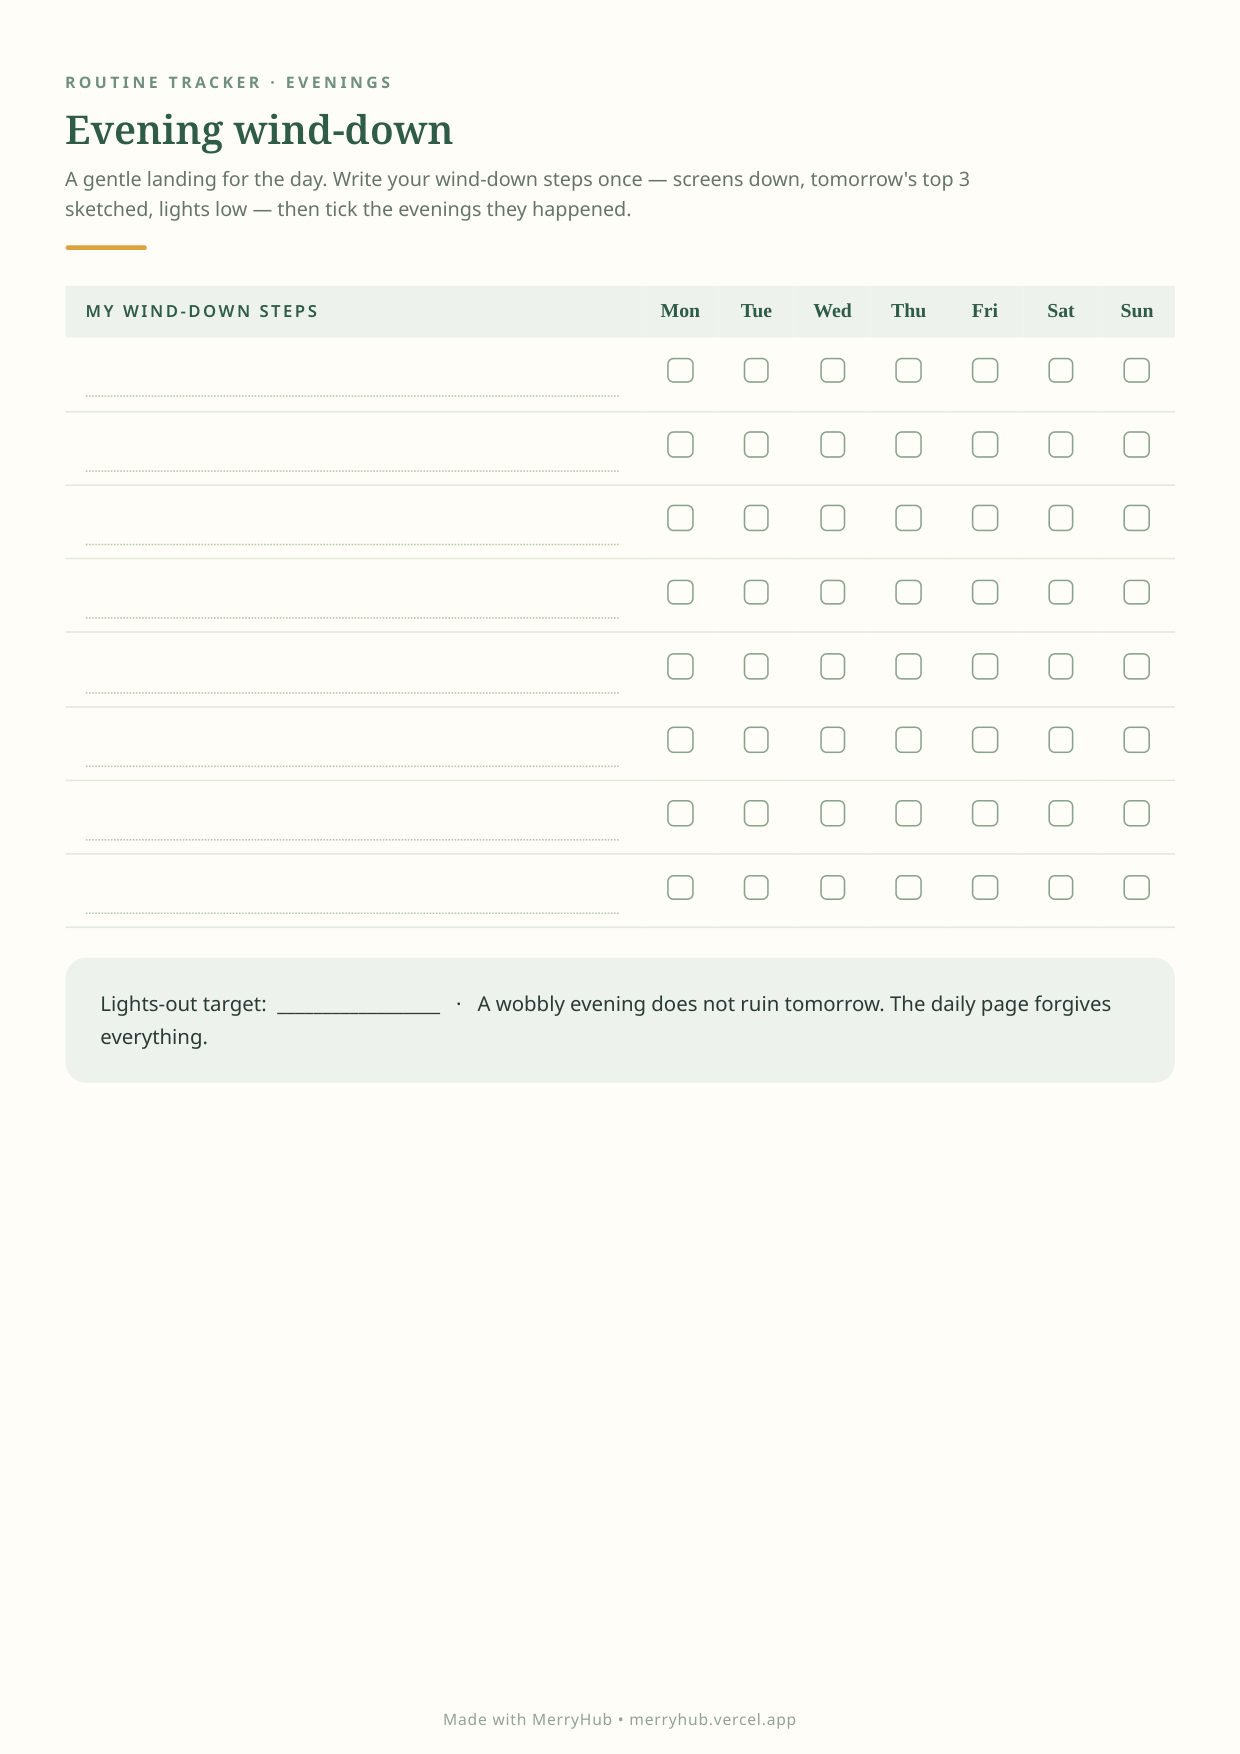 ROUTINE TRACKER · EVENINGS
Evening wind-down
A gentle landing for the day. Write your wind-down steps once — screens down, tomorrow's top 3
sketched, lights low — then tick the evenings they happened.
MY WIND-DOWN STEPS Mon Tue Wed Thu Fri Sat Sun
Lights-out target: ________________ · A wobbly evening does not ruin tomorrow. The daily page forgives
everything.
Made with MerryHub • merryhub.vercel.app